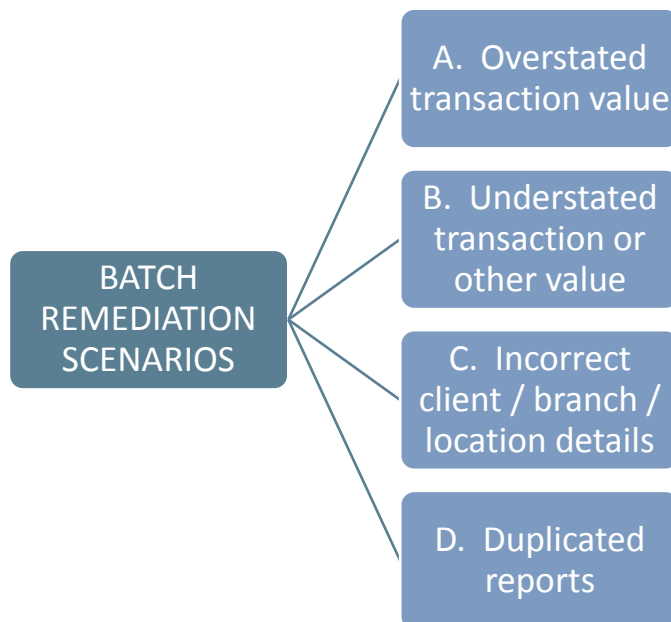 BATCH
REMEDIATION
SCENARIOS
A. Overstated
transaction value
B. Understated
transaction or
other value
C. Incorrect
client / branch /
location details
D. Duplicated
reports